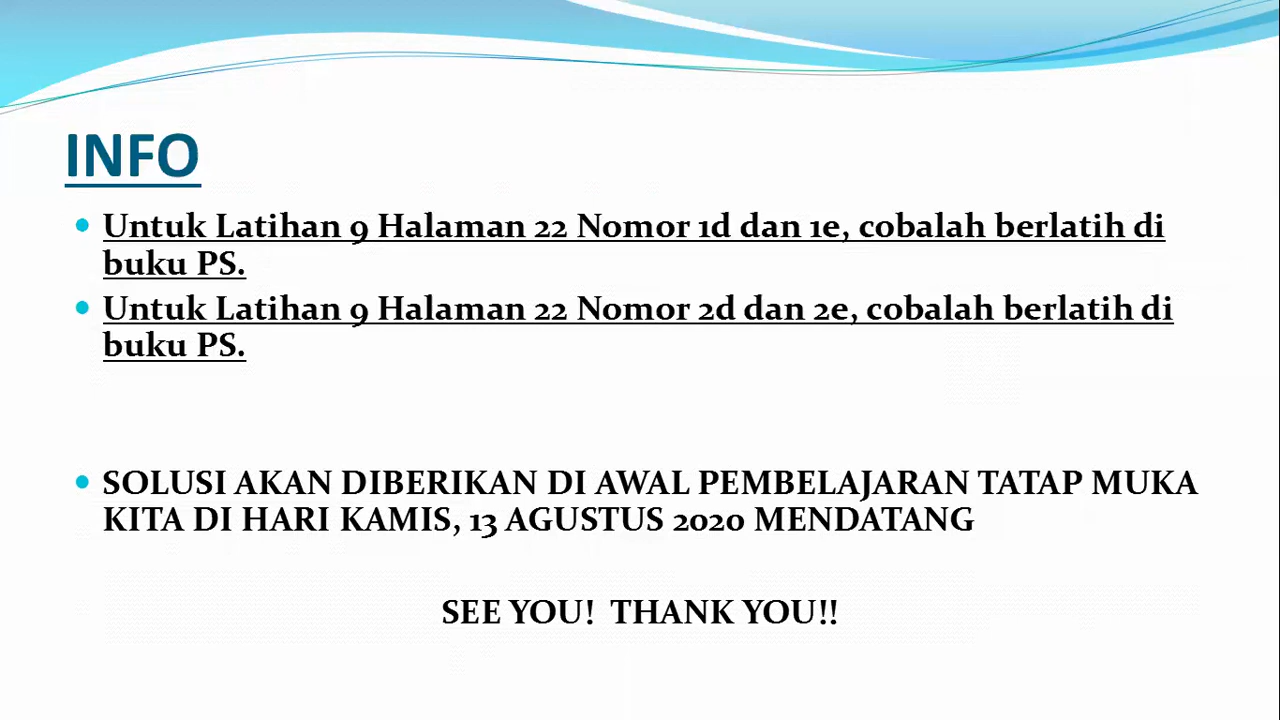 INFO
Untuk Latihan 9 Halaman 22 Nomor 1d dan 1e, cobalah berlatih di
buku PS.
Untuk Latihan 9 Halaman 22 Nomor 2d dan 2e, cobalah berlatih di
buku PS.
SOLUSI AKAN DIBERIKAN DI AWAL PEMBELAJARAN TATAP MUKA
KITA DI HARI KAMIS, 13 AGUSTUS 2020 MENDATANG
SEE YOU! THANK YOU!!